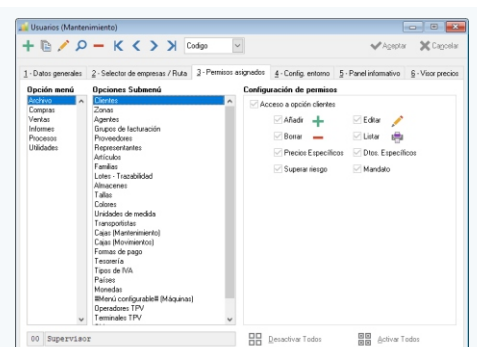 Usuarios (Mantenimiento)
Codigo
Aceptar
Cancelar
1 - Datos generales
2 - Selector de empresas / Ruta
3 - Permisos asignados
4 - Config. entorno
5 - Panel informativo
6 - Visor precios
Opción menú
Archivo
Compras
Ventas
Informes
Procesos
Utilidades
Opciones Submenú
Clientes
Zonas
Agentes
Grupos de facturación
Proveedores
Representantes
Artículos
Familias
Lotes - Trazabilidad
Almacenes
Tallas
Colores
Unidades de medida
Transportistas
Cajas (Mantenimiento)
Cajas (Movimientos)
Formas de pago
Tesorería
Tipos de IVA
Países
Monedas
#Menú configurable# (Máquinas)
Operadores TPV
Terminales TPV
Configuración de permisos
Acceso a opción clientes
Añadir
Editar
Borrar
Listar
Precios Específicos
Dtos. Específicos
Superar riesgo
Mandato
00 Supervisor
Desactivar Todos
Activar Todos